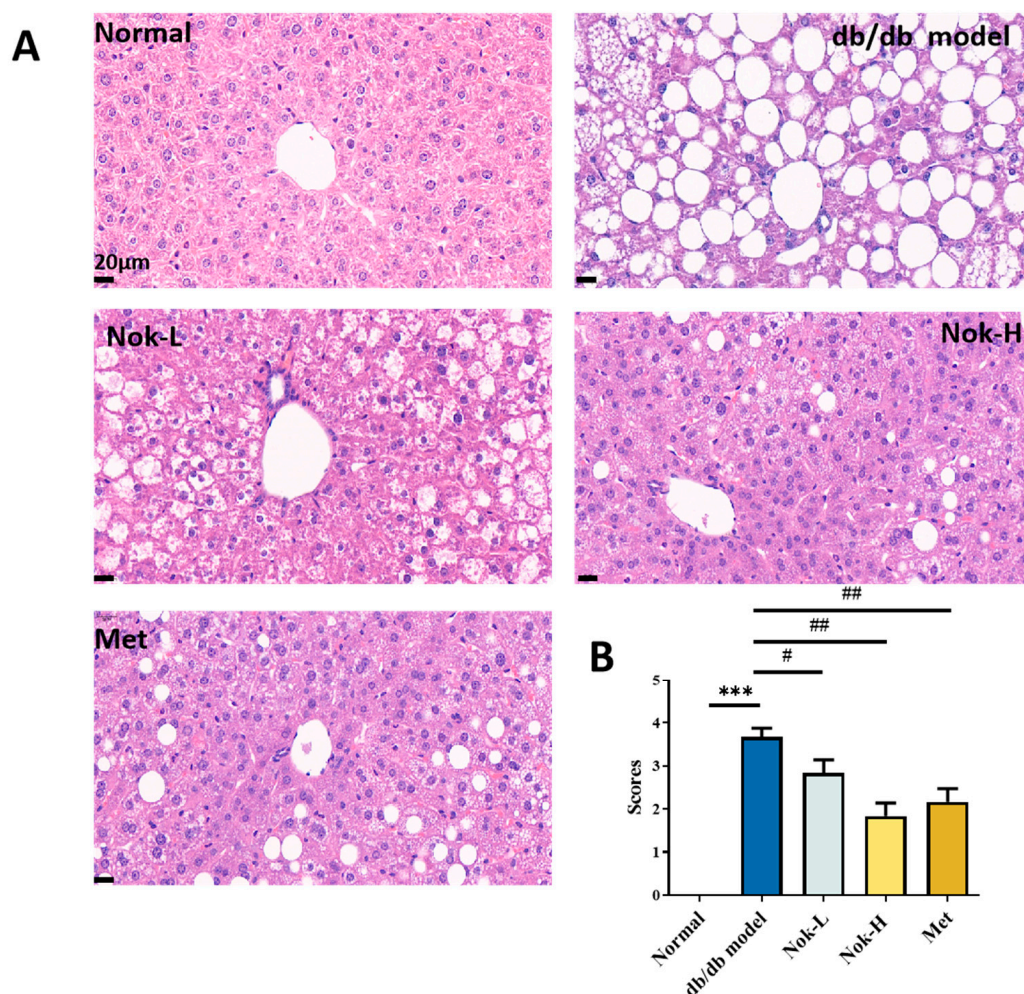 A
Normal
20μm
db/db model
Nok-L
Nok-H
Met
B
##
##
#
***
Scores
5
4
3
2
1
0
Normal
db/db model
Nok-L
Nok-H
Met